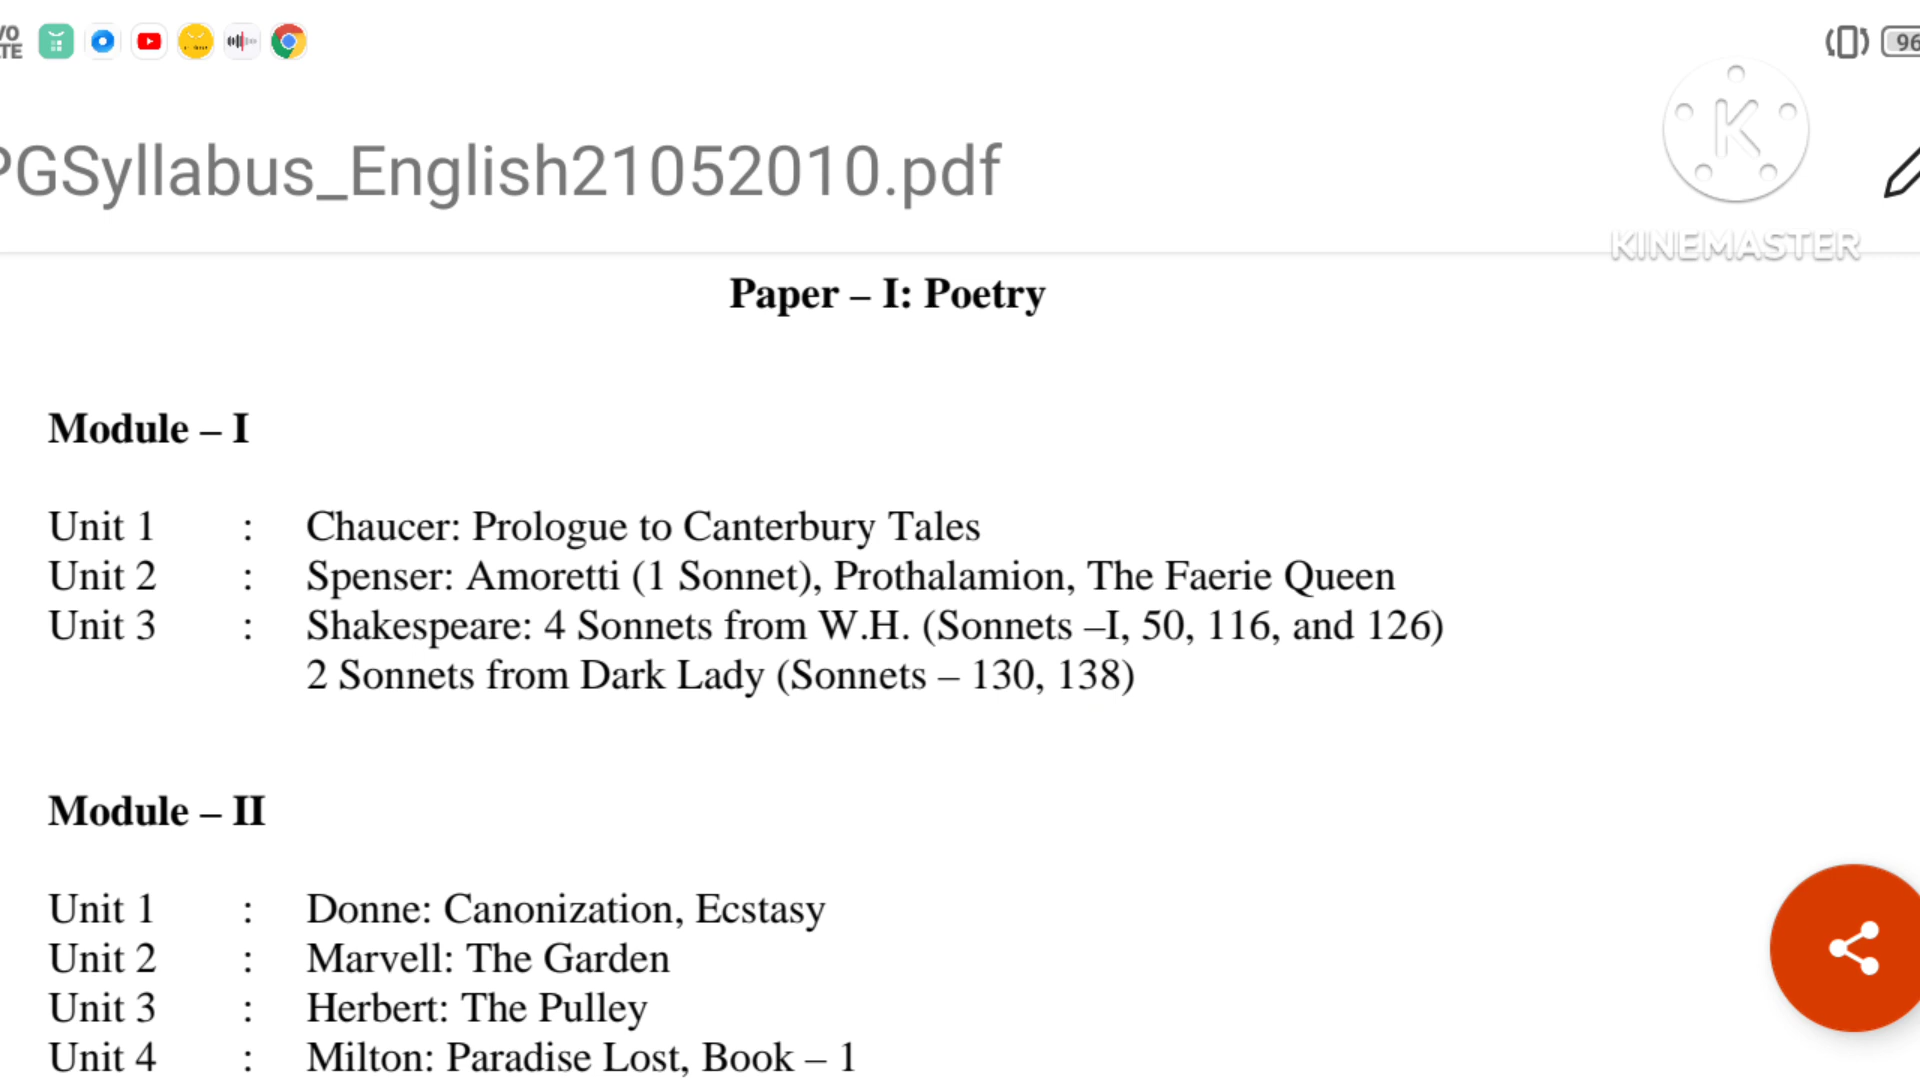 96
PGSyllabus_English21052010.pdf
KINEMASTER
Paper – I: Poetry
Module – I
Unit 1 : Chaucer: Prologue to Canterbury Tales
Unit 2 : Spenser: Amoretti (1 Sonnet), Prothalamion, The Faerie Queen
Unit 3 : Shakespeare: 4 Sonnets from W.H. (Sonnets –I, 50, 116, and 126)
2 Sonnets from Dark Lady (Sonnets – 130, 138)
Module – II
Unit 1 : Donne: Canonization, Ecstasy
Unit 2 : Marvell: The Garden
Unit 3 : Herbert: The Pulley
Unit 4 : Milton: Paradise Lost, Book – 1